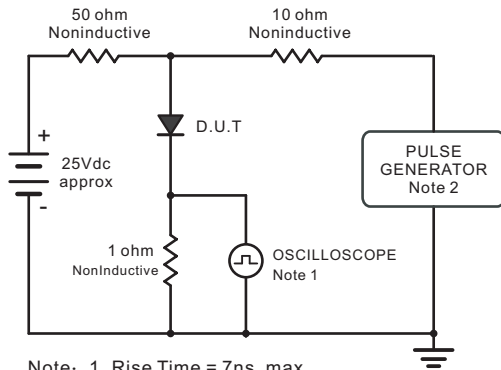 50 ohm
Noninductive
10 ohm
Noninductive
D.U.T
+
25Vdc
approx
-
PULSE
GENERATOR
Note 2
1 ohm
NonInductive
OSCILLOSCOPE
Note 1
Note: 1. Rise Time = 7ns, max.